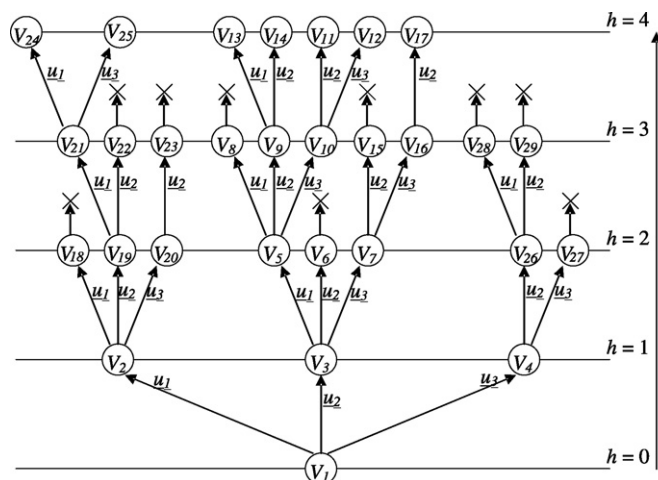 V24 V25 V13 V14 V11 V12 V17 h = 4
u1 u3 u1 u2 u2 u3 u2
V21 V22 V23 V8 V9 V10 V15 V16 V28 V29 h = 3
u1 u2 u2 u1 u2 u3 u2 u3 u1 u2
V18 V19 V20 V5 V6 V7 V26 V27 h = 2
u1 u2 u3 u1 u2 u3 u2 u3
V2 V3 V4 h = 1
u1 u2 u3
V1 h = 0